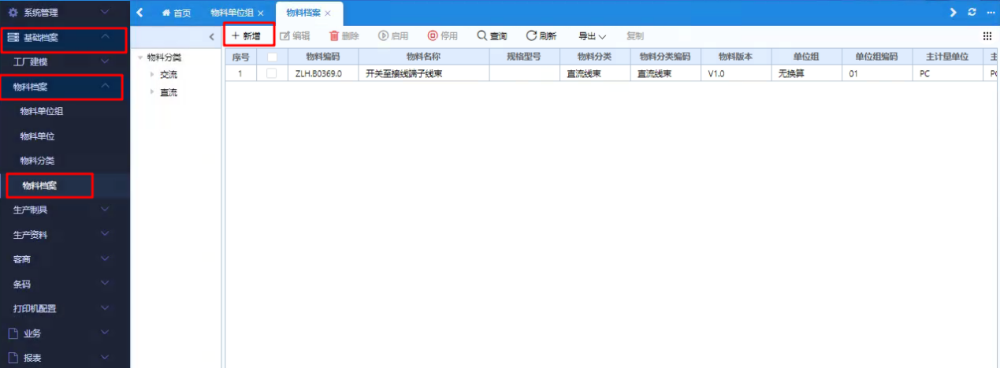 系统管理
基础档案
工厂建模
物料档案
物料单位组
物料单位
物料分类
物料档案
生产制具
生产资料
客商
条码
打印机配置
业务
报表
首页 物料单位组 × 物料档案 ×
物料分类
交流
直流
+ 新增 编辑 删除 启用 停用 查询 刷新 导出 复制
序号 物料编码 物料名称 规格型号 物料分类 物料分类编码 物料版本 单位组 单位组编码 主计量单位 主
1 ZLH.B0369.0 开关至接线端子线束 直流线束 直流线束 V1.0 无换算 01 PC PC